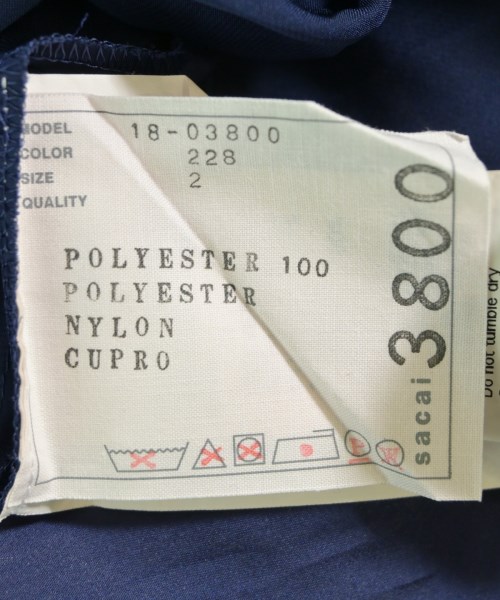 MODEL 18-03800
COLOR 228
SIZE 2
QUALITY
POLYESTER 100
POLYESTER
NYLON
CUPRO
sacai 3800
Do not tumble dry